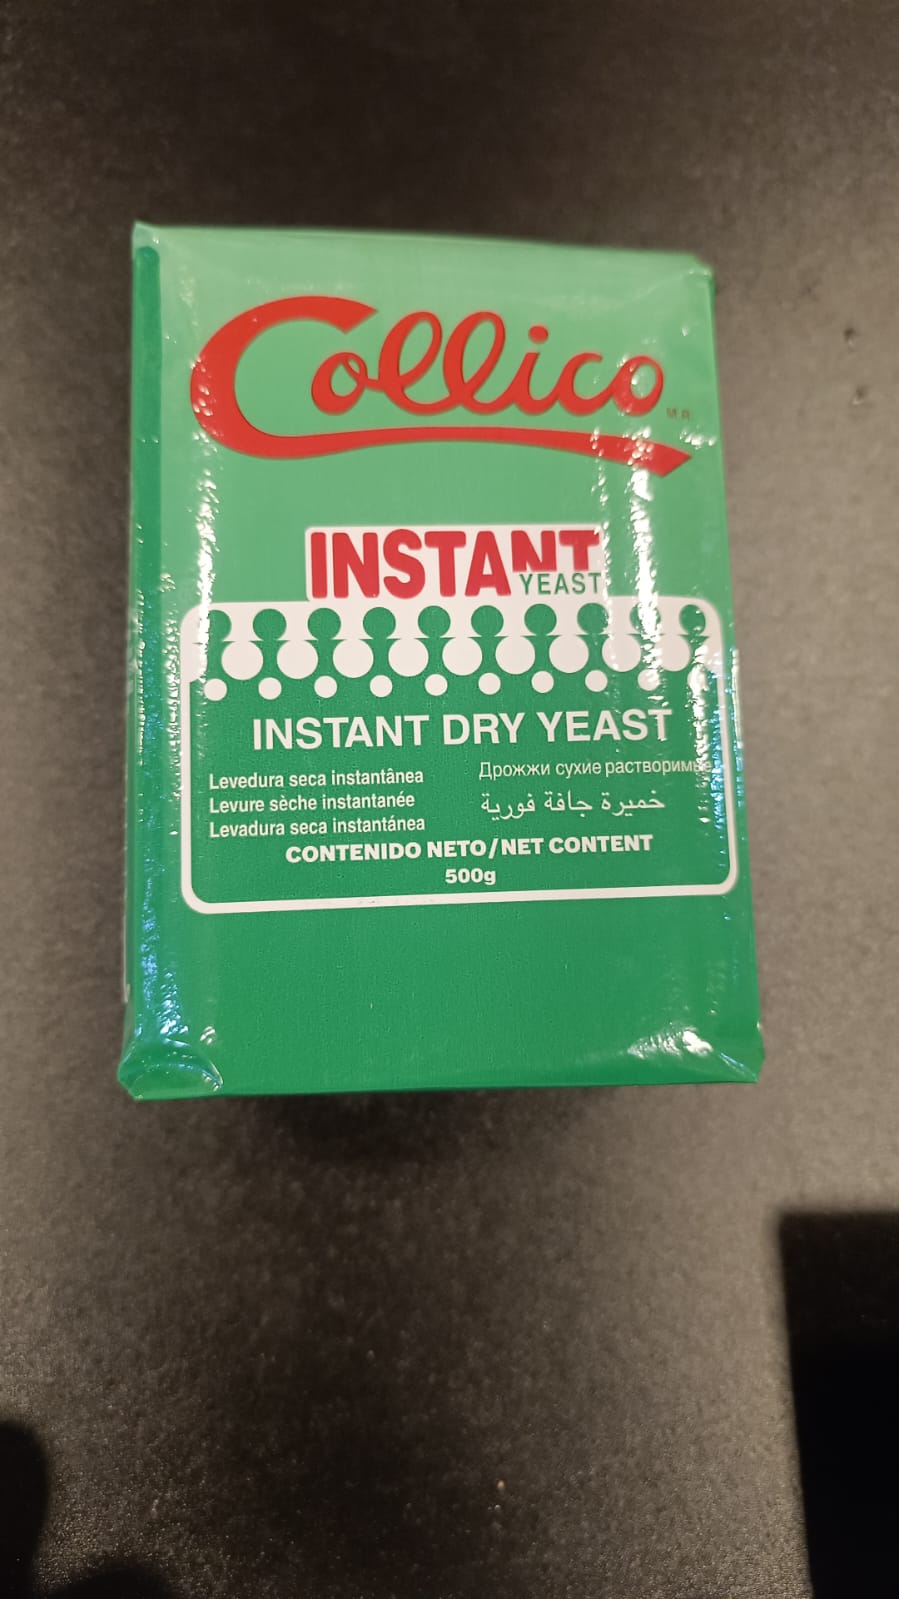 Collico
M.R.
INSTANT
YEAST
INSTANT DRY YEAST
Levedura seca instantânea
Levure sèche instantanée
Levadura seca instantánea
Дрожжи сухие растворимые
خميرة جافة فورية
CONTENIDO NETO/NET CONTENT
500g